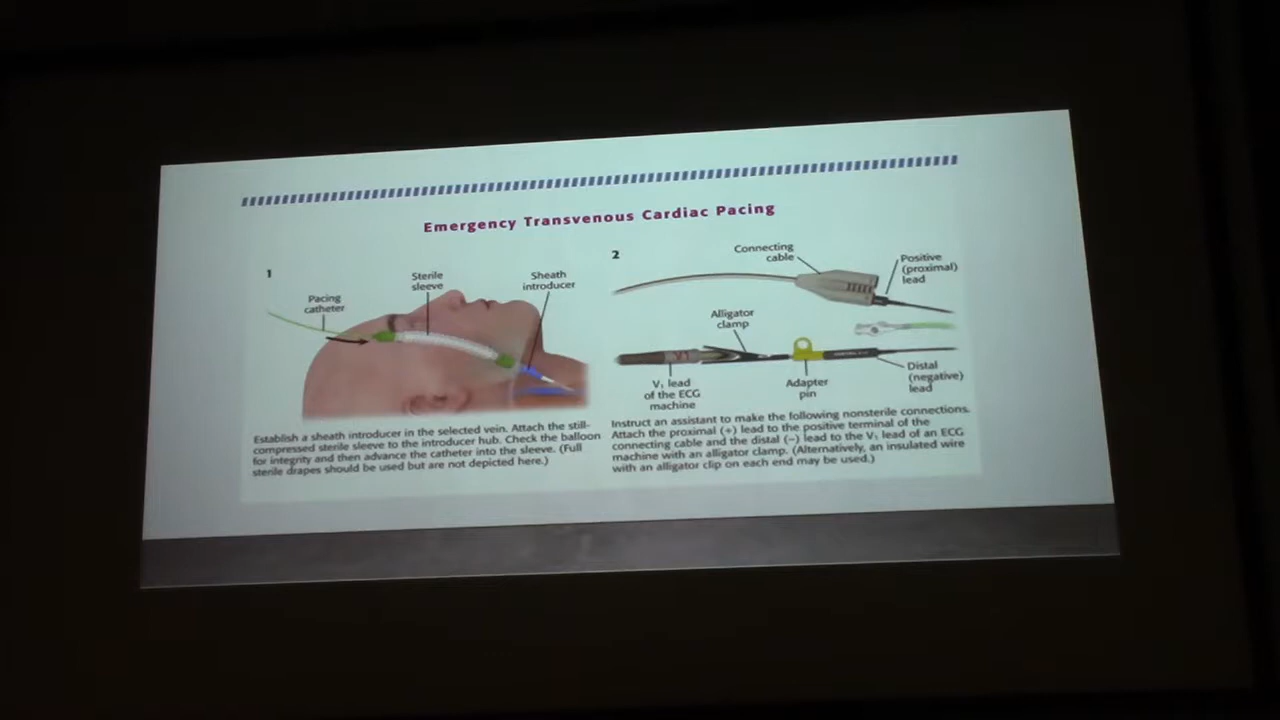 Emergency Transvenous Cardiac Pacing
1
Pacing
catheter
Sterile
sleeve
Sheath
introducer
Establish a sheath introducer in the selected vein. Attach the still-
compressed sterile sleeve to the introducer hub. Check the balloon
for integrity and then advance the catheter into the sleeve. (Full
sterile drapes should be used but are not depicted here.)
2
Connecting
cable
Positive
(proximal)
lead
Alligator
clamp
V1
V₁ lead
of the ECG
machine
Adapter
pin
Distal
(negative)
lead
Instruct an assistant to make the following nonsterile connections.
Attach the proximal (+) lead to the positive terminal of the
connecting cable and the distal (–) lead to the V₁ lead of an ECG
machine with an alligator clamp. (Alternatively, an insulated wire
with an alligator clip on each end may be used.)